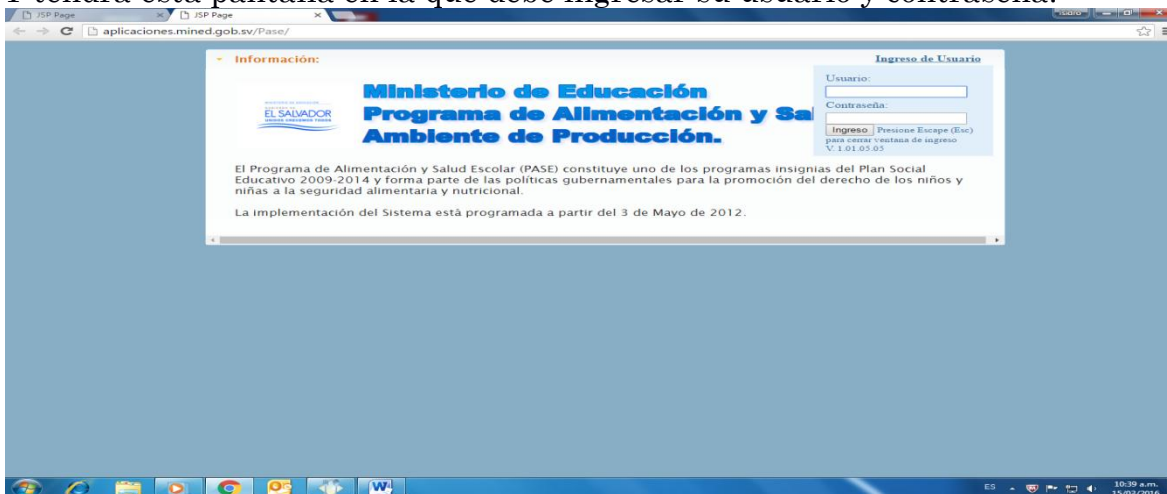 Y tendrá esta pantalla en la que debe ingresar su usuario y contraseña.
JSP Page
JSP Page
aplicaciones.mined.gob.sv/Pase/
Información:
Ingreso de Usuario
Ministerio de Educación
Programa de Alimentación y Sa
Ambiente de Producción.
EL SALVADOR
UNIDOS CRECEMOS TODOS
Usuario:
Contraseña:
Ingreso Presione Escape (Esc)
para cerrar ventana de ingreso
V. 1.01.05.05
El Programa de Alimentación y Salud Escolar (PASE) constituye uno de los programas insignias del Plan Social
Educativo 2009-2014 y forma parte de las políticas gubernamentales para la promoción del derecho de los niños y
niñas a la seguridad alimentaria y nutricional.
La implementación del Sistema està programada a partir del 3 de Mayo de 2012.
ES
10:39 a.m.
15/02/2016